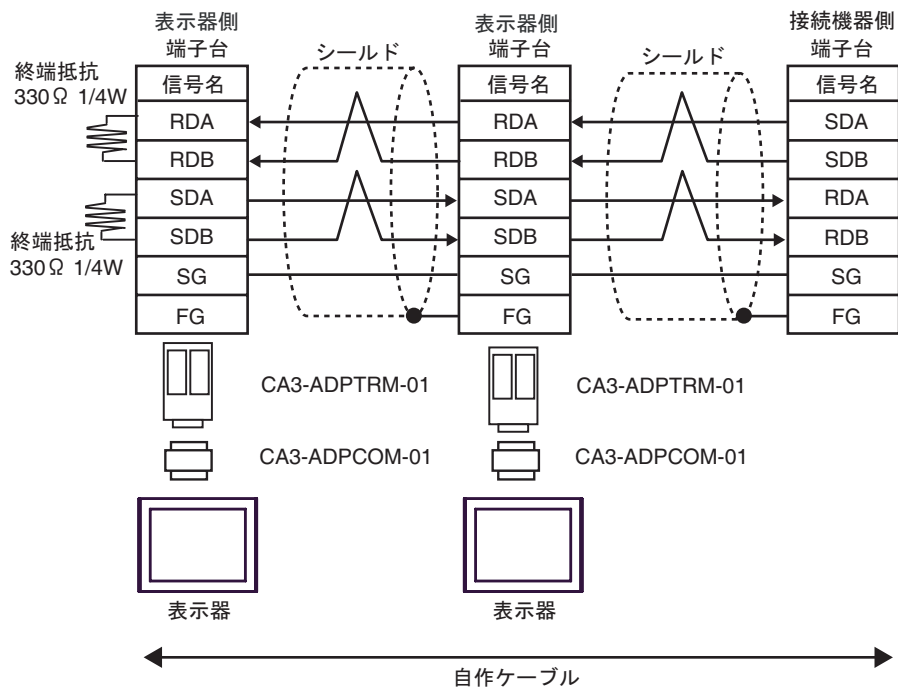 表示器側
端子台
表示器側
端子台
接続機器側
端子台
シールド
シールド
終端抵抗
330Ω 1/4W
終端抵抗
330Ω 1/4W
信号名
RDA
RDB
SDA
SDB
SG
FG
信号名
RDA
RDB
SDA
SDB
SG
FG
信号名
SDA
SDB
RDA
RDB
SG
FG
CA3-ADPTRM-01
CA3-ADPTRM-01
CA3-ADPCOM-01
CA3-ADPCOM-01
表示器
表示器
自作ケーブル